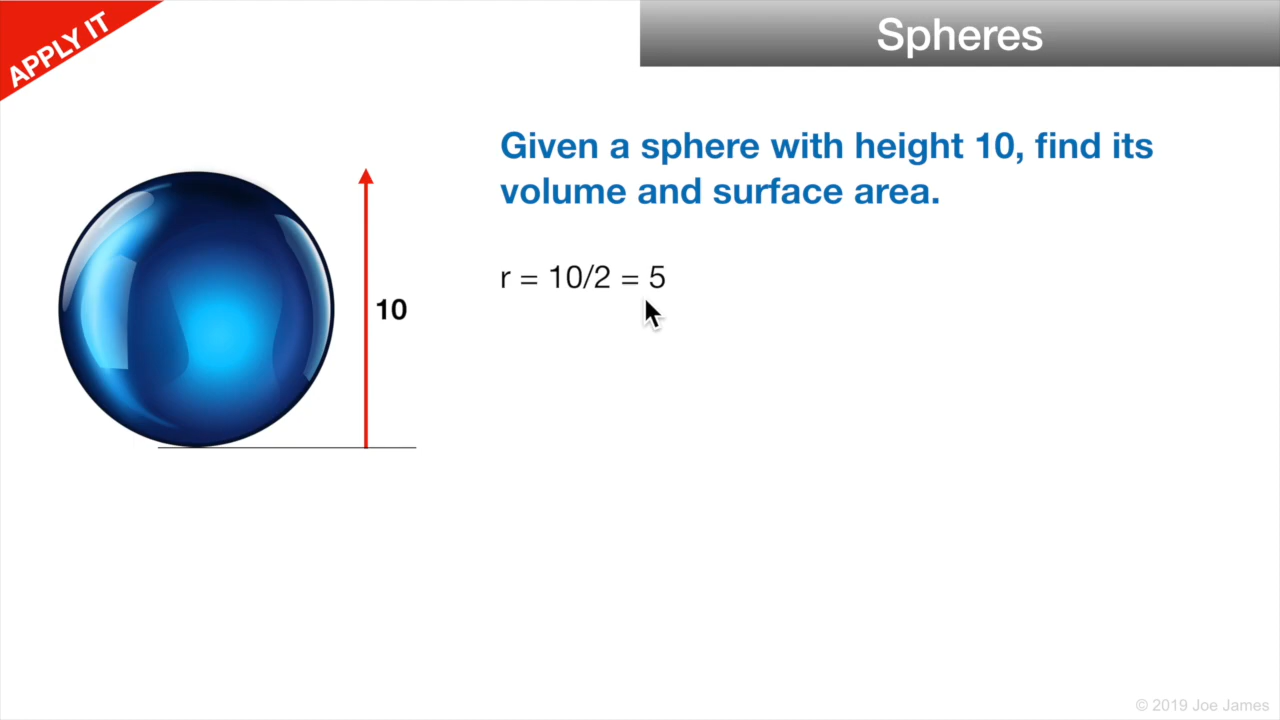 APPLY IT
Spheres
Given a sphere with height 10, find its
volume and surface area.
r = 10/2 = 5
10
© 2019 Joe James